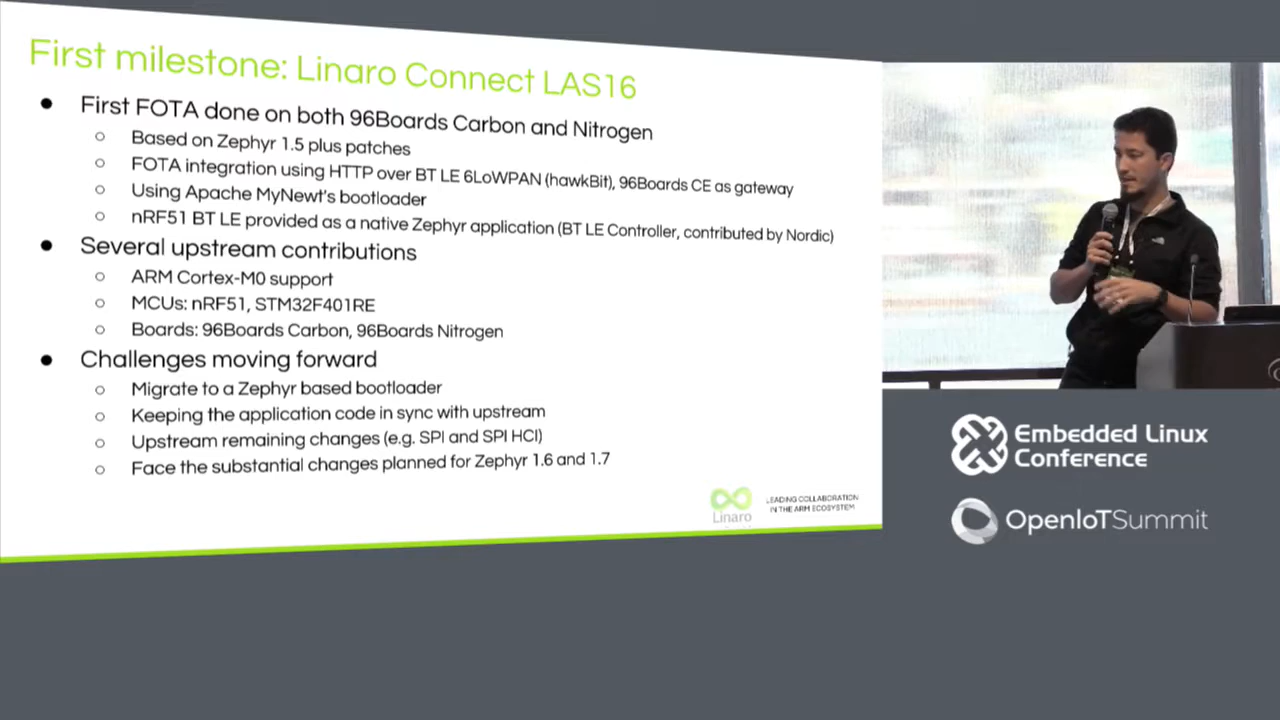 First milestone: Linaro Connect LAS16
● First FOTA done on both 96Boards Carbon and Nitrogen
○ Based on Zephyr 1.5 plus patches
○ FOTA integration using HTTP over BT LE 6LoWPAN (hawkBit), 96Boards CE as gateway
○ Using Apache MyNewt's bootloader
○ nRF51 BT LE provided as a native Zephyr application (BT LE Controller, contributed by Nordic)
● Several upstream contributions
○ ARM Cortex-M0 support
○ MCUs: nRF51, STM32F401RE
○ Boards: 96Boards Carbon, 96Boards Nitrogen
● Challenges moving forward
○ Migrate to a Zephyr based bootloader
○ Keeping the application code in sync with upstream
○ Upstream remaining changes (e.g. SPI and SPI HCI)
○ Face the substantial changes planned for Zephyr 1.6 and 1.7
Linaro
LEADING COLLABORATION
IN THE ARM ECOSYSTEM
Embedded Linux
Conference
OpenIoTSummit